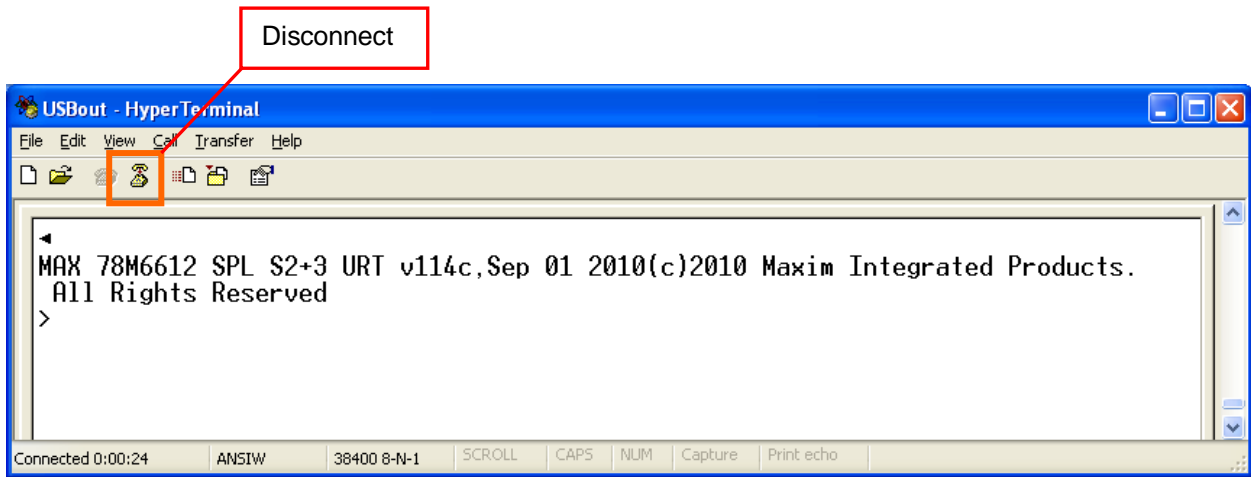 Disconnect
USBout - HyperTerminal
File Edit View Call Transfer Help
MAX 78M6612 SPL S2+3 URT v114c,Sep 01 2010(c)2010 Maxim Integrated Products.
All Rights Reserved
>
Connected 0:00:24 ANSIW 38400 8-N-1 SCROLL CAPS NUM Capture Print echo